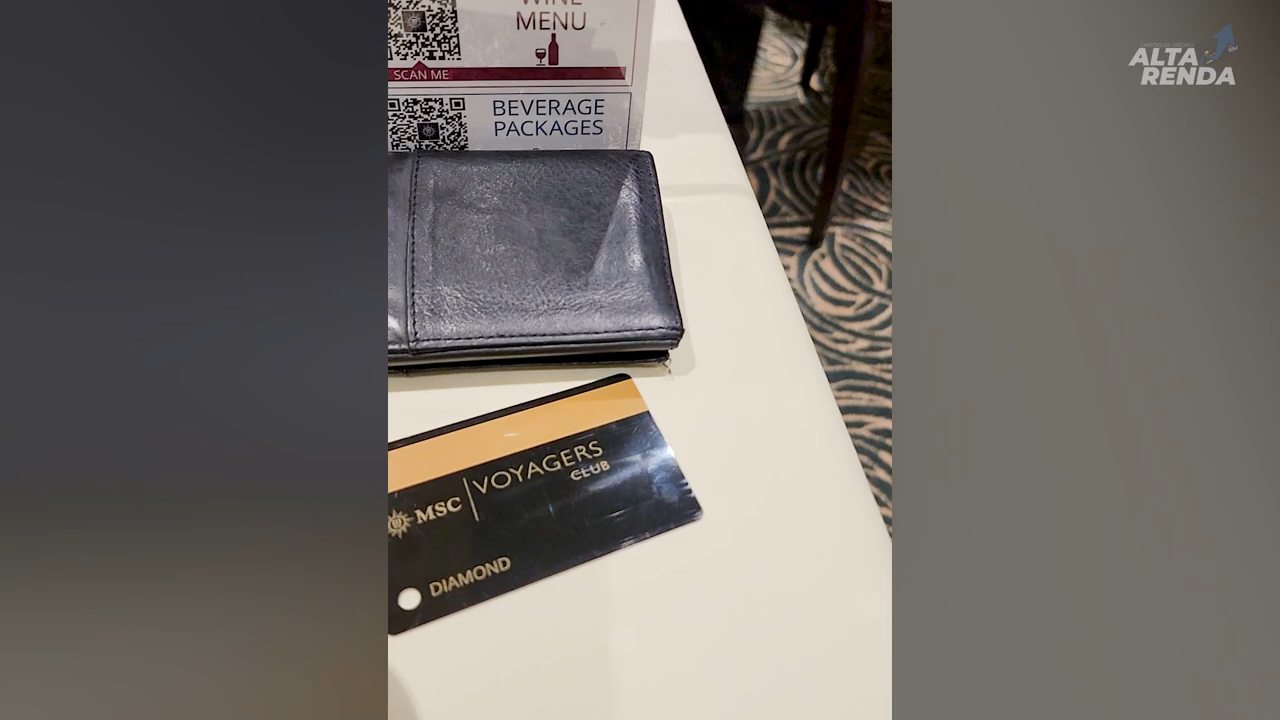 WINE
MENU
SCAN ME
BEVERAGE
PACKAGES
MSC
VOYAGERS
CLUB
DIAMOND
ALTA
RENDA